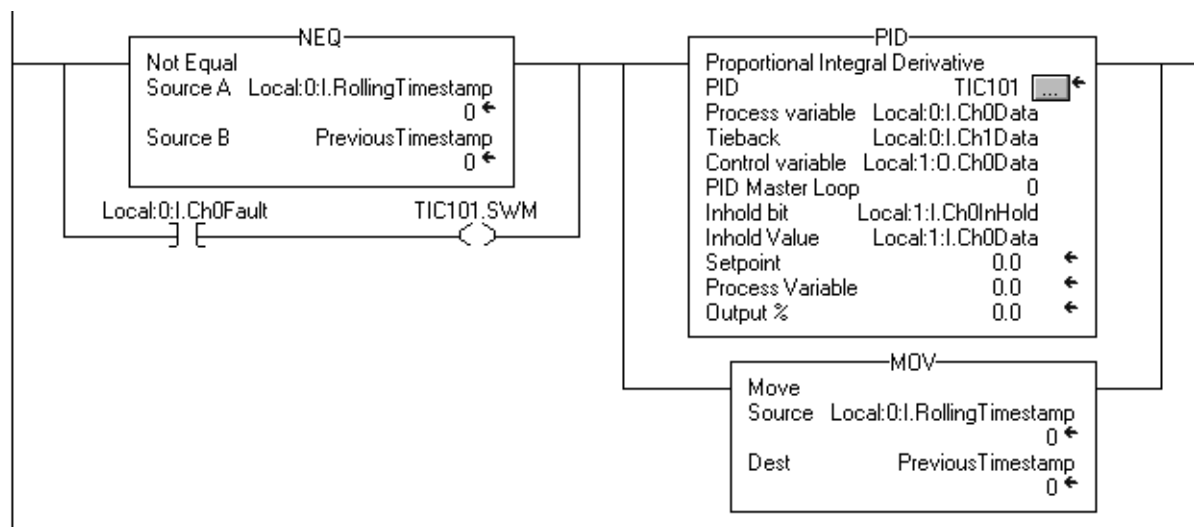 NEQ
Not Equal
Source A Local:0:I.RollingTimestamp
0
Source B PreviousTimestamp
0
Local:0:I.Ch0Fault TIC101.SWM
PID
Proportional Integral Derivative
PID TIC101 ...
Process variable Local:0:I.Ch0Data
Tieback Local:0:I.Ch1Data
Control variable Local:1:O.Ch0Data
PID Master Loop 0
Inhold bit Local:1:I.Ch0InHold
Inhold Value Local:1:I.Ch0Data
Setpoint 0.0
Process Variable 0.0
Output % 0.0
MOV
Move
Source Local:0:I.RollingTimestamp
0
Dest PreviousTimestamp
0